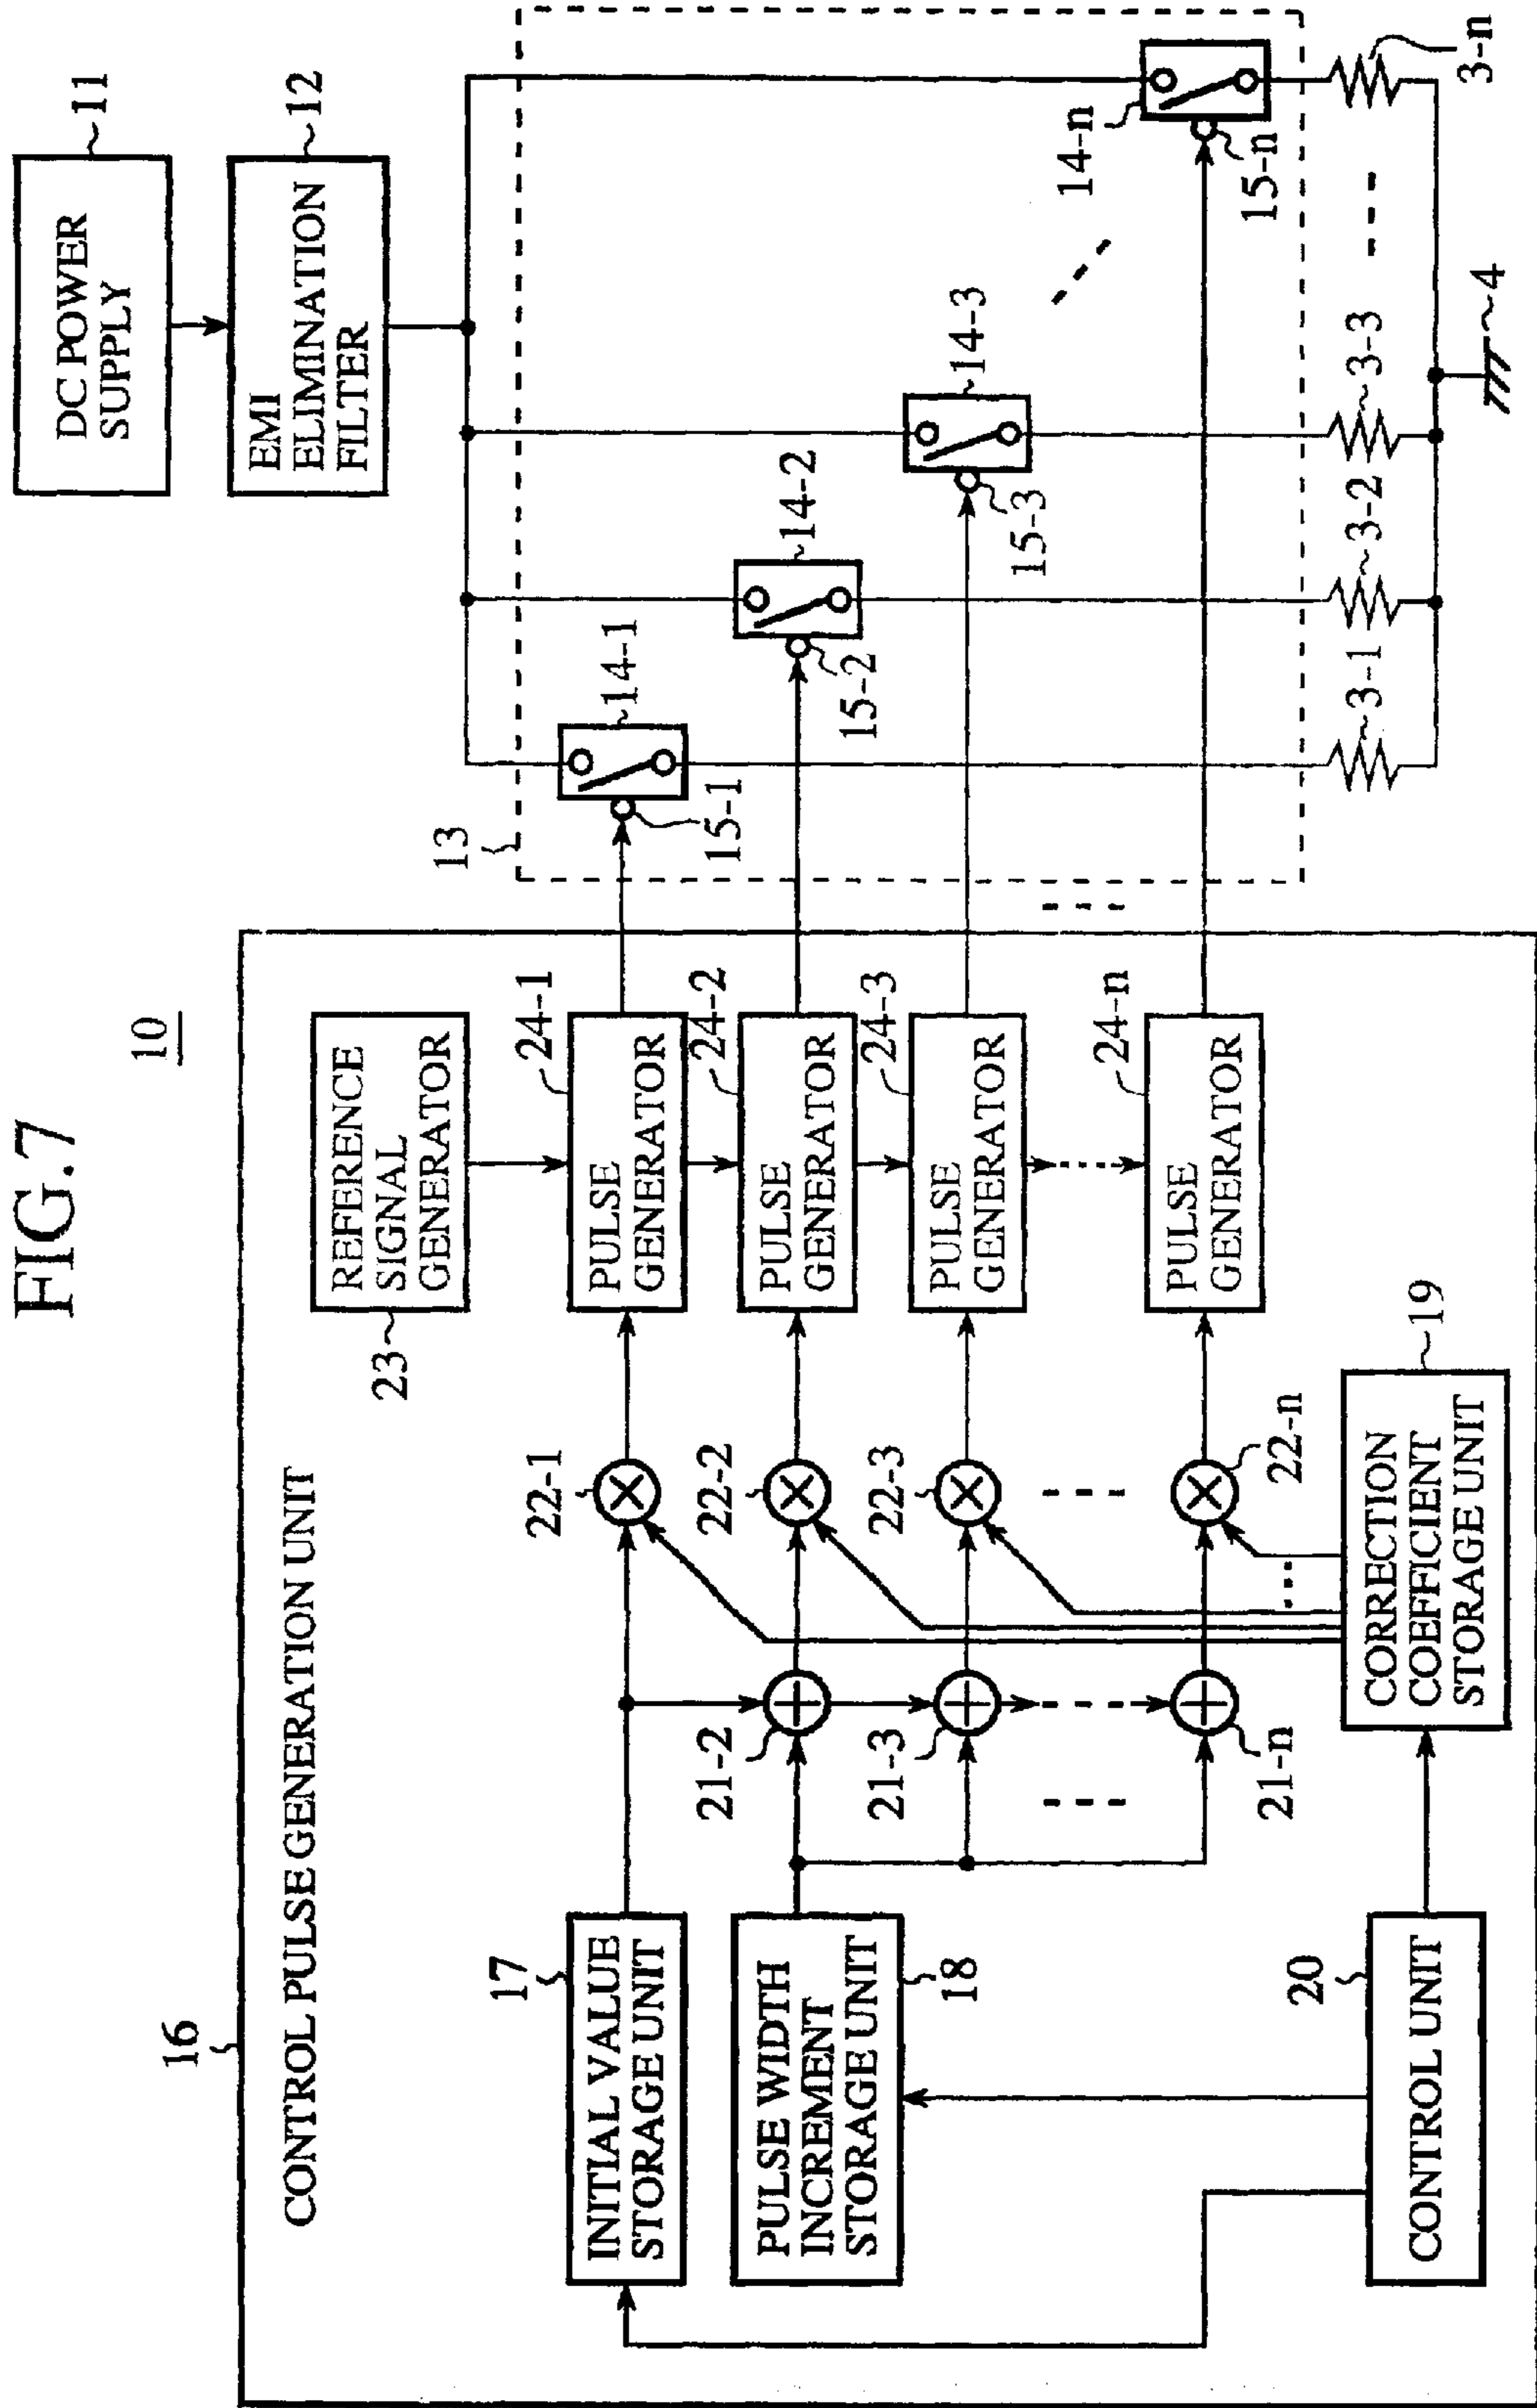 FIG.7
10
16
CONTROL PULSE GENERATION UNIT
17
INITIAL VALUE
STORAGE UNIT
PULSE WIDTH
INCREMENT
STORAGE UNIT
18
20
CONTROL UNIT
21-2
21-3
21-n
22-1
22-2
22-3
22-n
CORRECTION
COEFFICIENT
STORAGE UNIT
19
REFERENCE
SIGNAL
GENERATOR
23
24-1
PULSE
GENERATOR
24-2
PULSE
GENERATOR
24-3
PULSE
GENERATOR
24-n
PULSE
GENERATOR
DC POWER
SUPPLY
11
EMI
ELIMINATION
FILTER
12
13
14-1
15-1
14-2
15-2
14-3
15-3
14-n
15-n
3-1
3-2
3-3
3-n
4